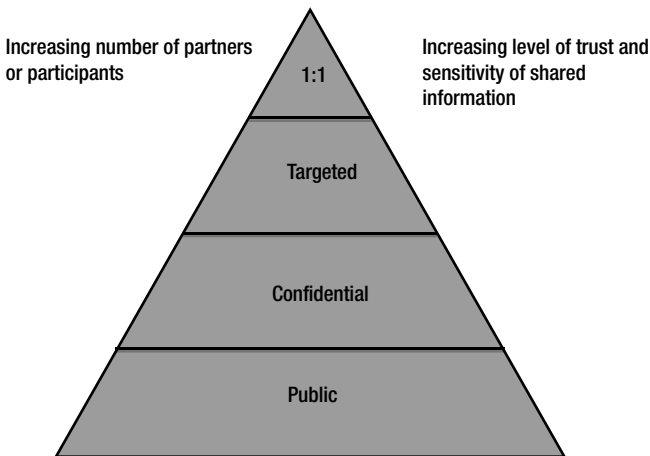 Increasing number of partners
or participants
Increasing level of trust and
sensitivity of shared
information
1:1
Targeted
Confidential
Public